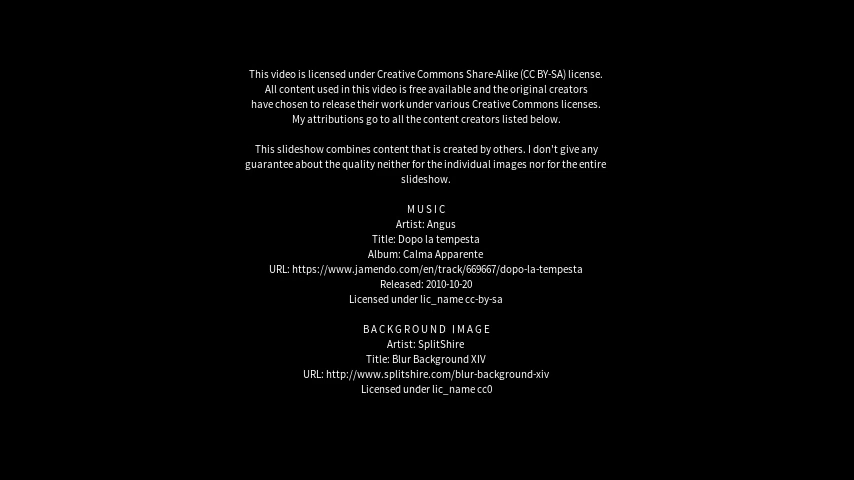 This video is licensed under Creative Commons Share-Alike (CC BY-SA) license.
All content used in this video is free available and the original creators
have chosen to release their work under various Creative Commons licenses.
My attributions go to all the content creators listed below.
This slideshow combines content that is created by others. I don't give any
guarantee about the quality neither for the individual images nor for the entire
slideshow.
MUSIC
Artist: Angus
Title: Dopo la tempesta
Album: Calma Apparente
URL: https://www.jamendo.com/en/track/669667/dopo-la-tempesta
Released: 2010-10-20
Licensed under lic_name cc-by-sa
BACKGROUND IMAGE
Artist: SplitShire
Title: Blur Background XIV
URL: http://www.splitshire.com/blur-background-xiv
Licensed under lic_name cc0